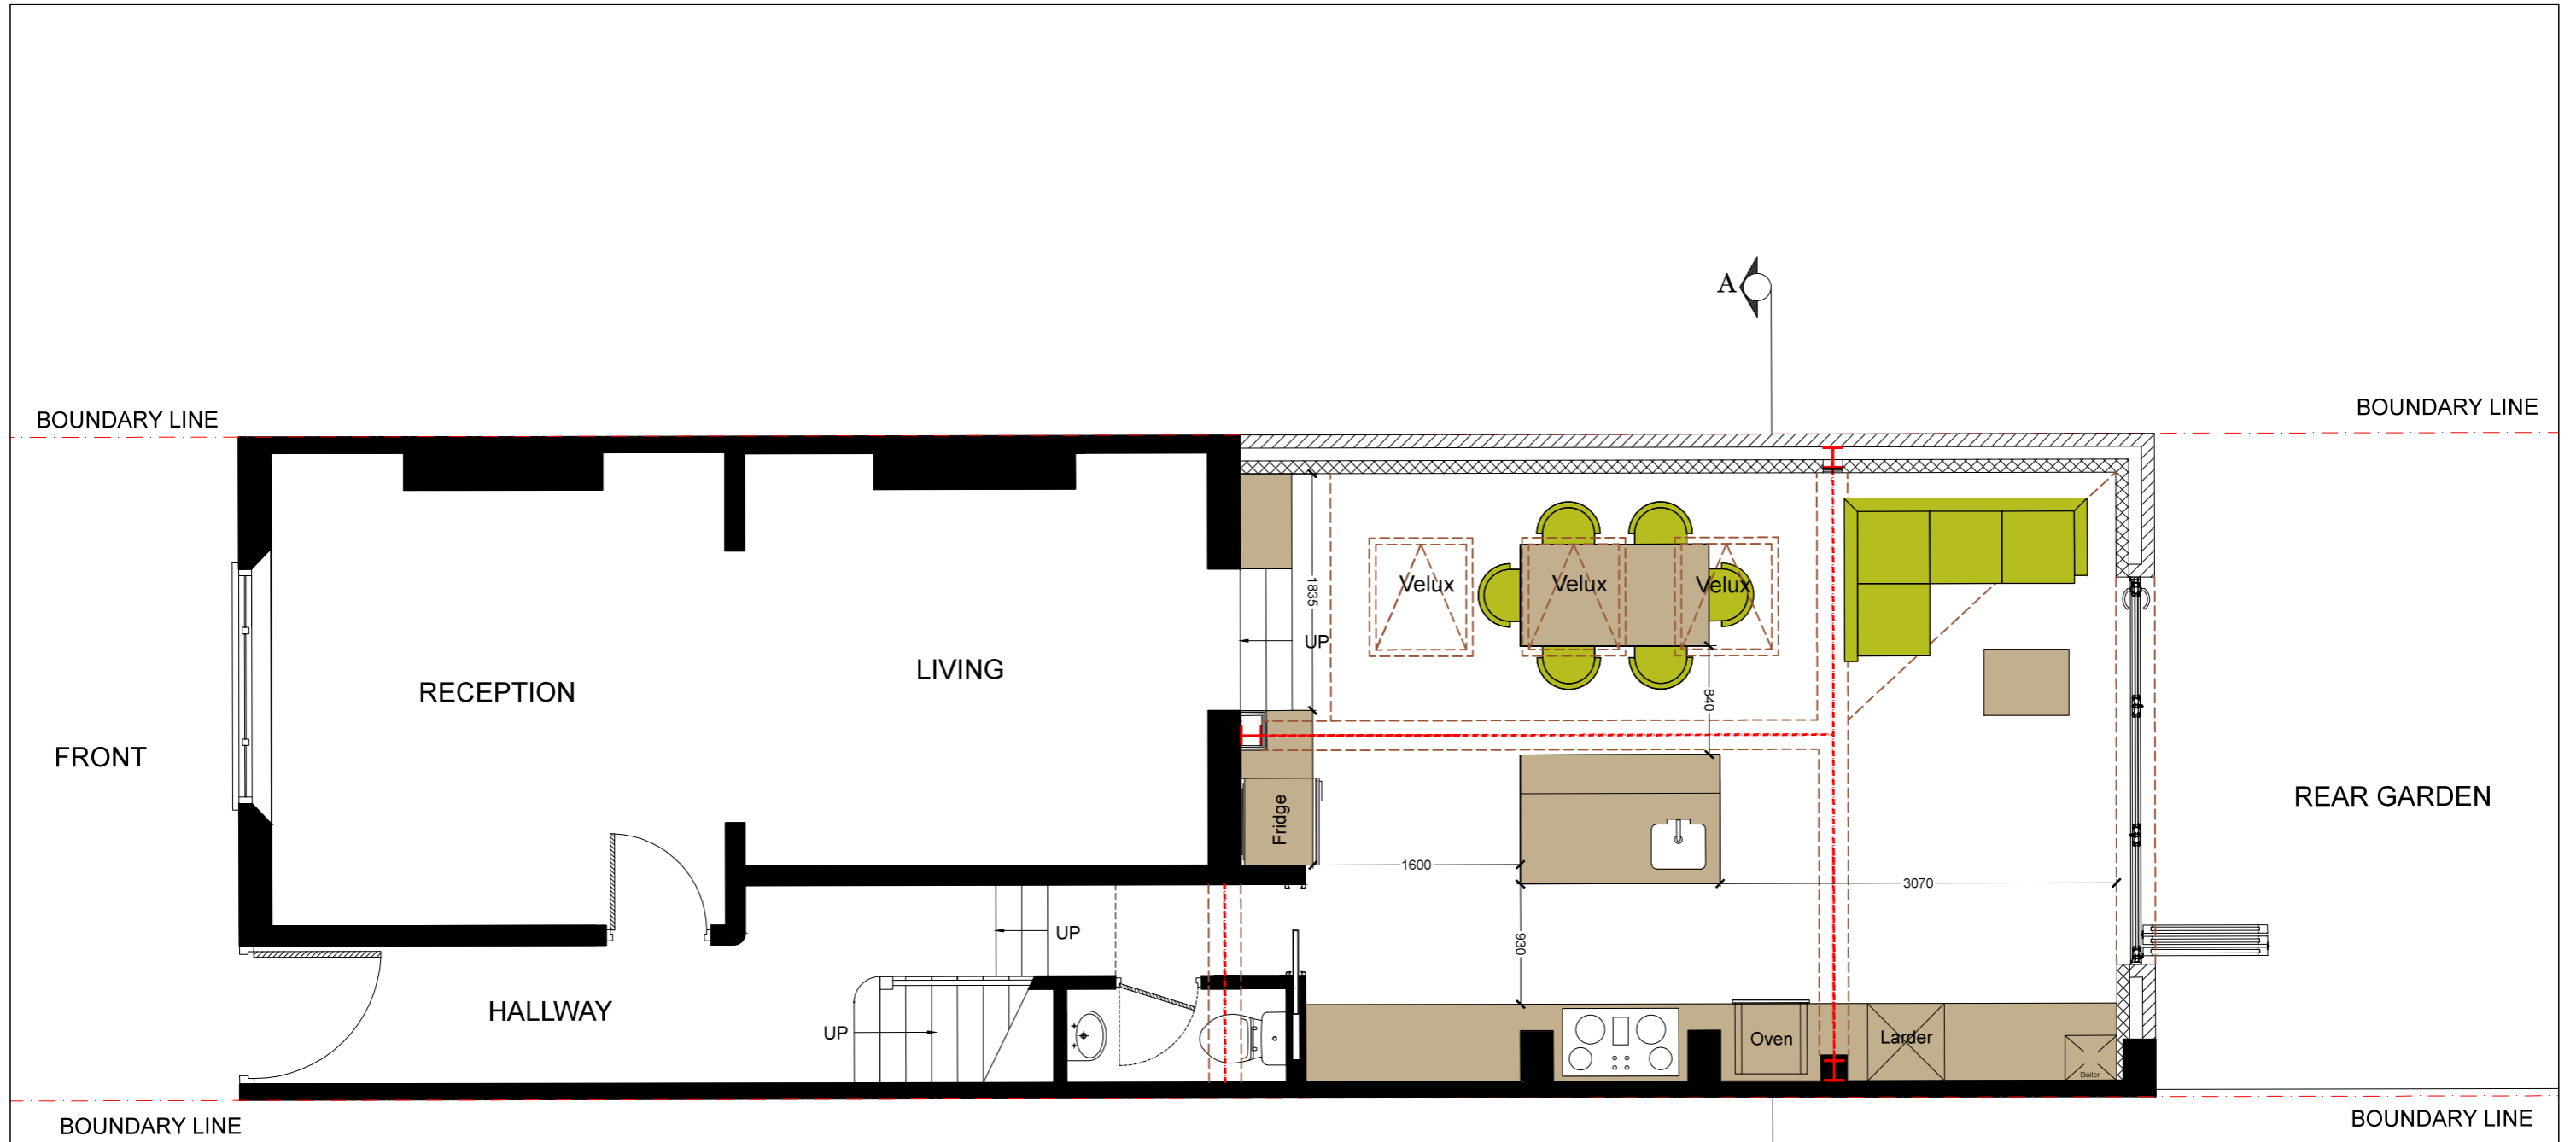 A
BOUNDARY LINE
BOUNDARY LINE
Velux
Velux
Velux
1835
UP
LIVING
RECEPTION
840
FRONT
REAR GARDEN
Fridge
1600
3070
930
UP
HALLWAY
UP
Oven
Larder
Boiler
BOUNDARY LINE
BOUNDARY LINE